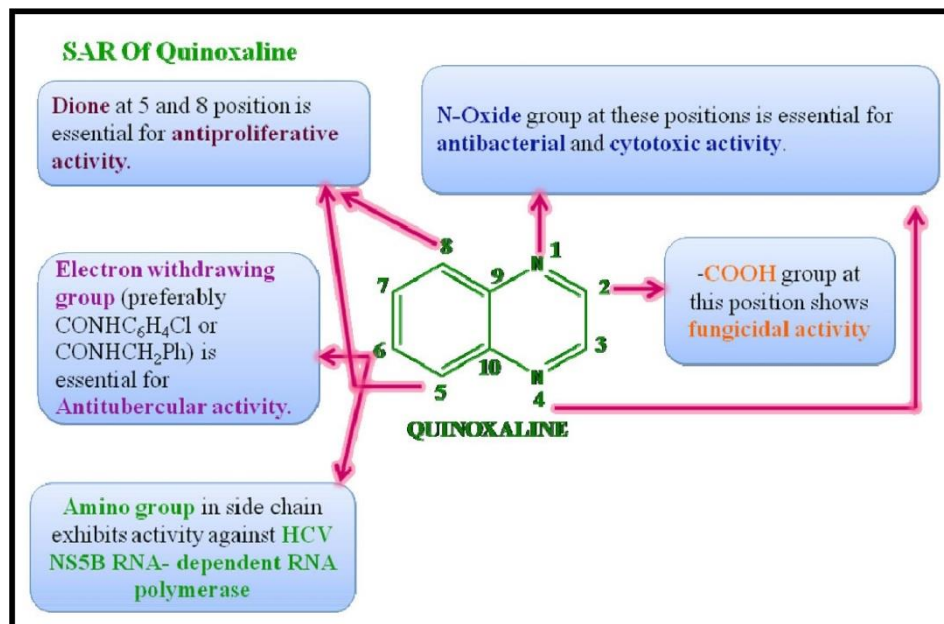 SAR Of Quinoxaline
Dione at 5 and 8 position is
essential for antiproliferative
activity.
N-Oxide group at these positions is essential for
antibacterial and cytotoxic activity.
Electron withdrawing
group (preferably
CONHC₆H₄Cl or
CONHCH₂Ph) is
essential for
Antitubercular activity.
-COOH group at
this position shows
fungicidal activity
8
1
N
9
7
2
6
3
10
5
N
4
QUINOXALINE
Amino group in side chain
exhibits activity against HCV
NS5B RNA- dependent RNA
polymerase